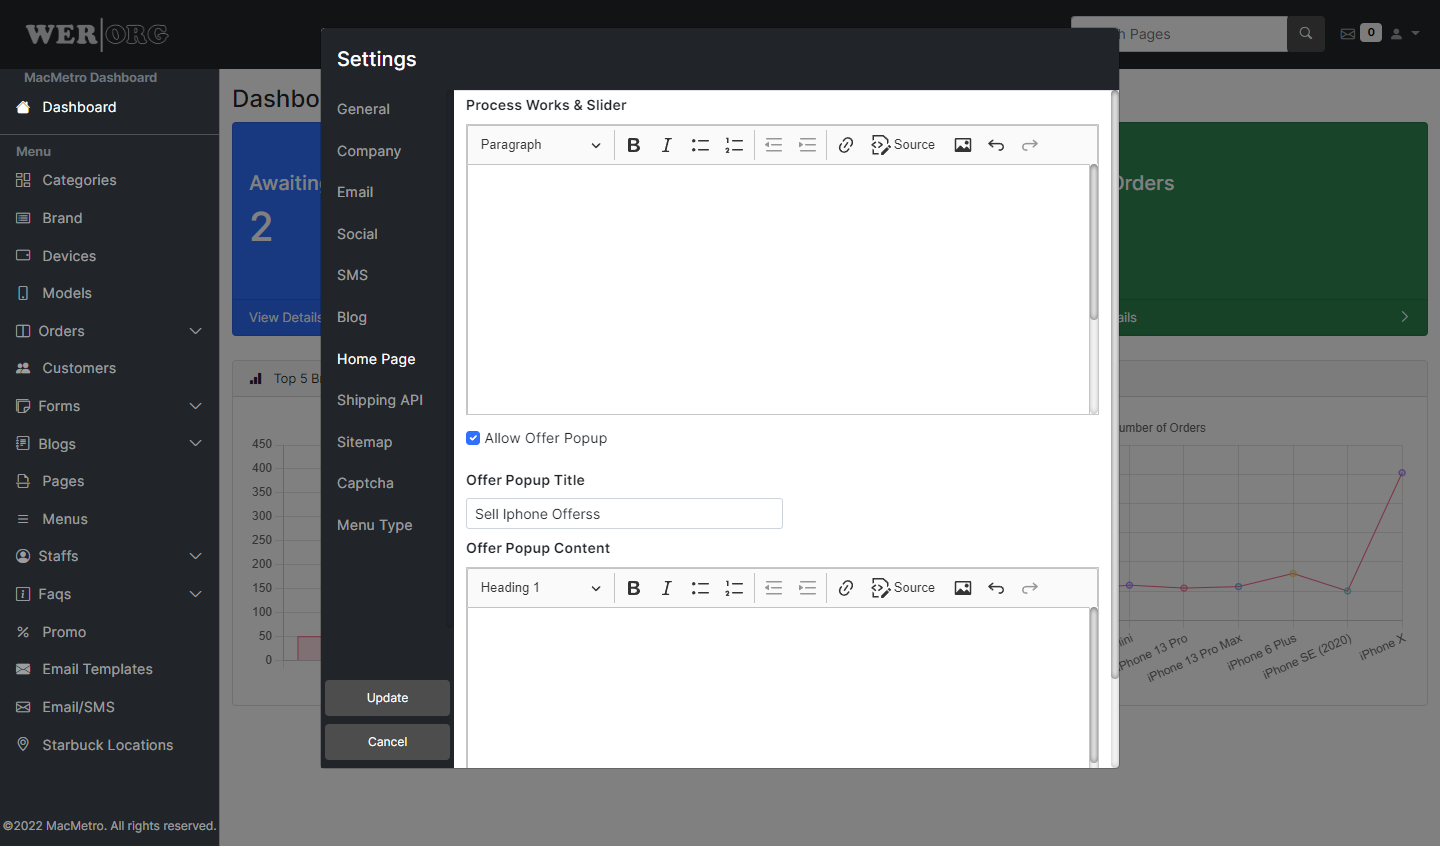 WER|ORG
h Pages
0
MacMetro Dashboard
Dashboard
Menu
Categories
Brand
Devices
Models
Orders
Customers
Forms
Blogs
Pages
Menus
Staffs
Faqs
Promo
Email Templates
Email/SMS
Starbuck Locations
©2022 MacMetro. All rights reserved.
Dashbo
Awaitin
2
View Details
Orders
ails
Top 5 B
450
400
350
300
250
200
150
100
50
0
umber of Orders
ini
iPhone 13 Pro
iPhone 13 Pro Max
iPhone 6 Plus
iPhone SE (2020)
iPhone X
Settings
General
Company
Email
Social
SMS
Blog
Home Page
Shipping API
Sitemap
Captcha
Menu Type
Update
Cancel
Process Works & Slider
Paragraph
B I
Source
Allow Offer Popup
Offer Popup Title
Sell Iphone Offerss
Offer Popup Content
Heading 1
B I
Source